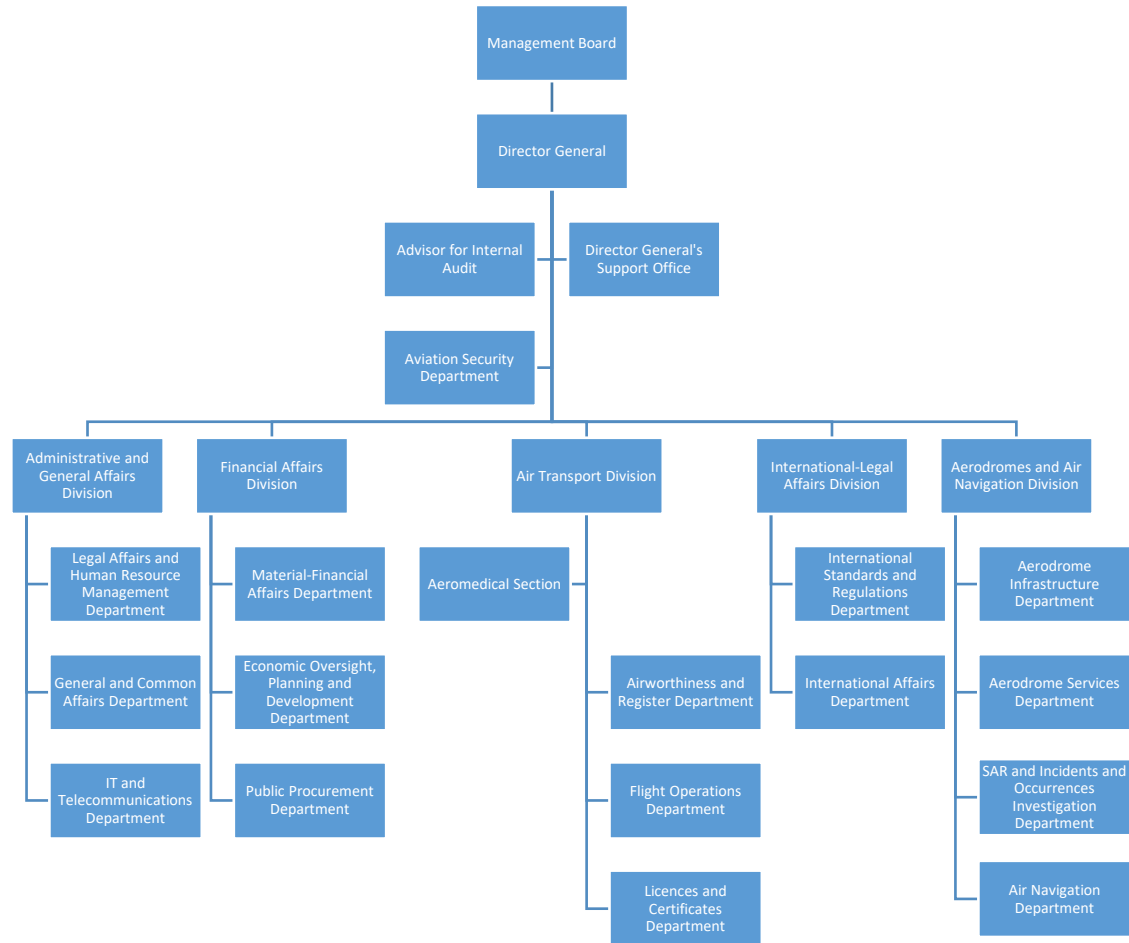 Management Board
Director General
Advisor for Internal
Audit
Director General's
Support Office
Aviation Security
Department
Administrative and
General Affairs
Division
Financial Affairs
Division
Air Transport Division
International-Legal
Affairs Division
Aerodromes and Air
Navigation Division
Legal Affairs and
Human Resource
Management
Department
Material-Financial
Affairs Department
Aeromedical Section
International
Standards and
Regulations
Department
Aerodrome
Infrastructure
Department
General and Common
Affairs Department
Economic Oversight,
Planning and
Development
Department
Airworthiness and
Register Department
International Affairs
Department
Aerodrome Services
Department
IT and
Telecommunications
Department
Public Procurement
Department
Flight Operations
Department
SAR and Incidents and
Occurrences
Investigation
Department
Licences and
Certificates
Department
Air Navigation
Department